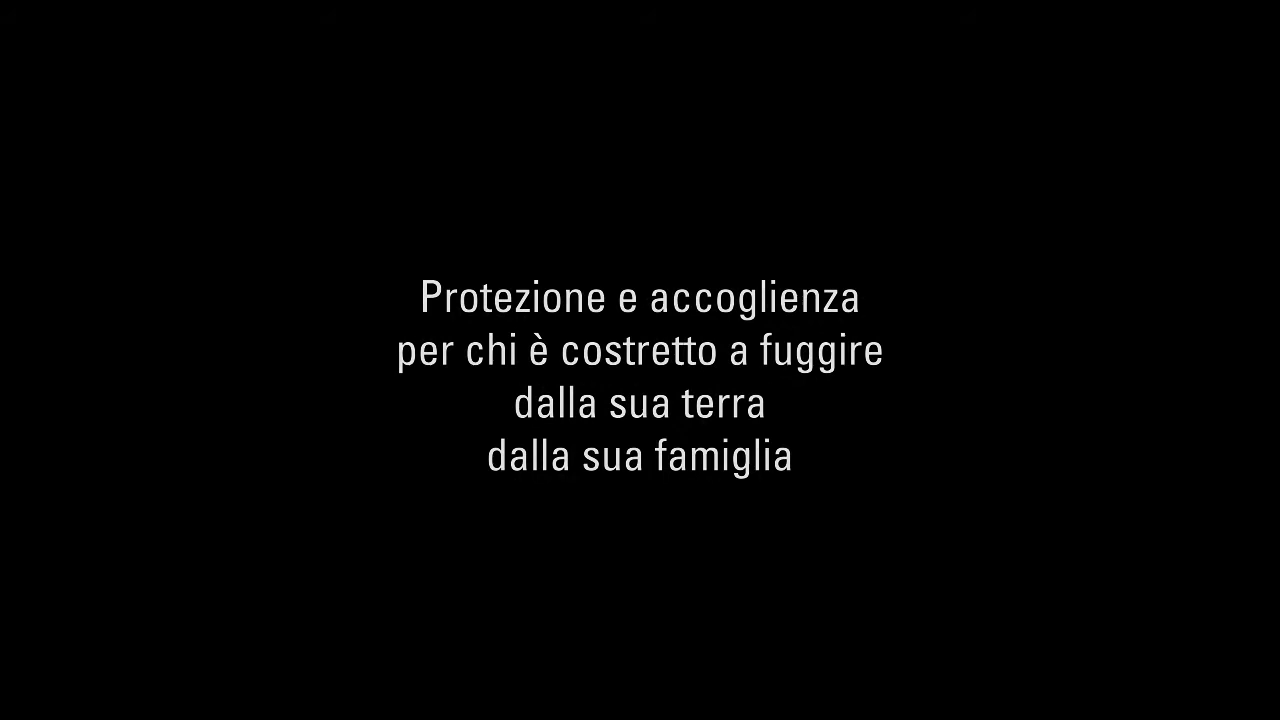 Protezione e accoglienza
per chi è costretto a fuggire
dalla sua terra
dalla sua famiglia